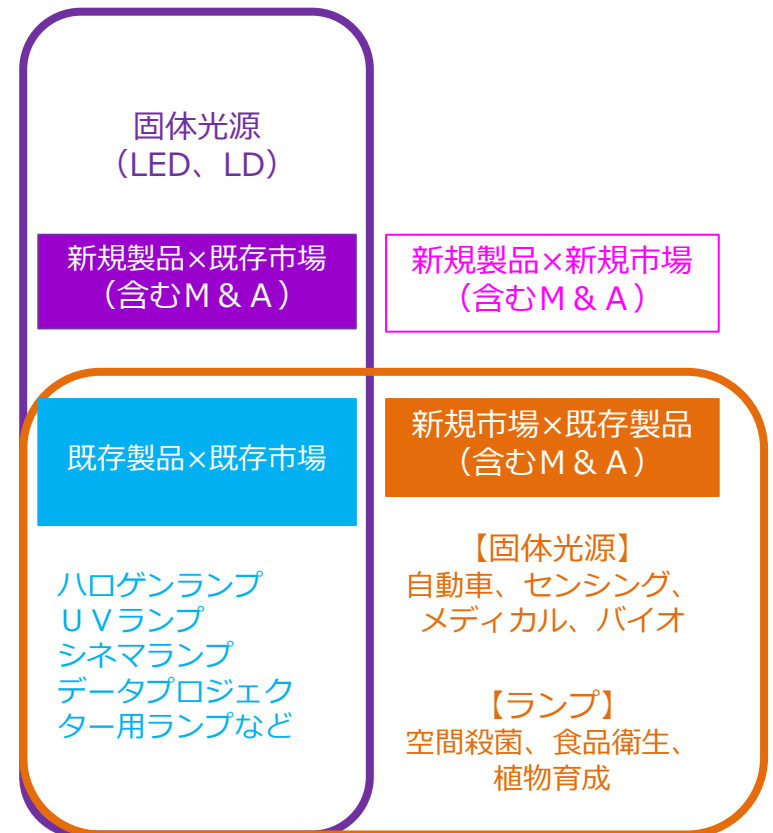 固体光源
（LED、LD）
新規製品×既存市場
（含むＭ＆Ａ）
新規製品×新規市場
（含むＭ＆Ａ）
既存製品×既存市場
新規市場×既存製品
（含むＭ＆Ａ）
ハロゲンランプ
ＵＶランプ
シネマランプ
データプロジェク
ター用ランプなど
【固体光源】
自動車、センシング、
メディカル、バイオ
【ランプ】
空間殺菌、食品衛生、
植物育成